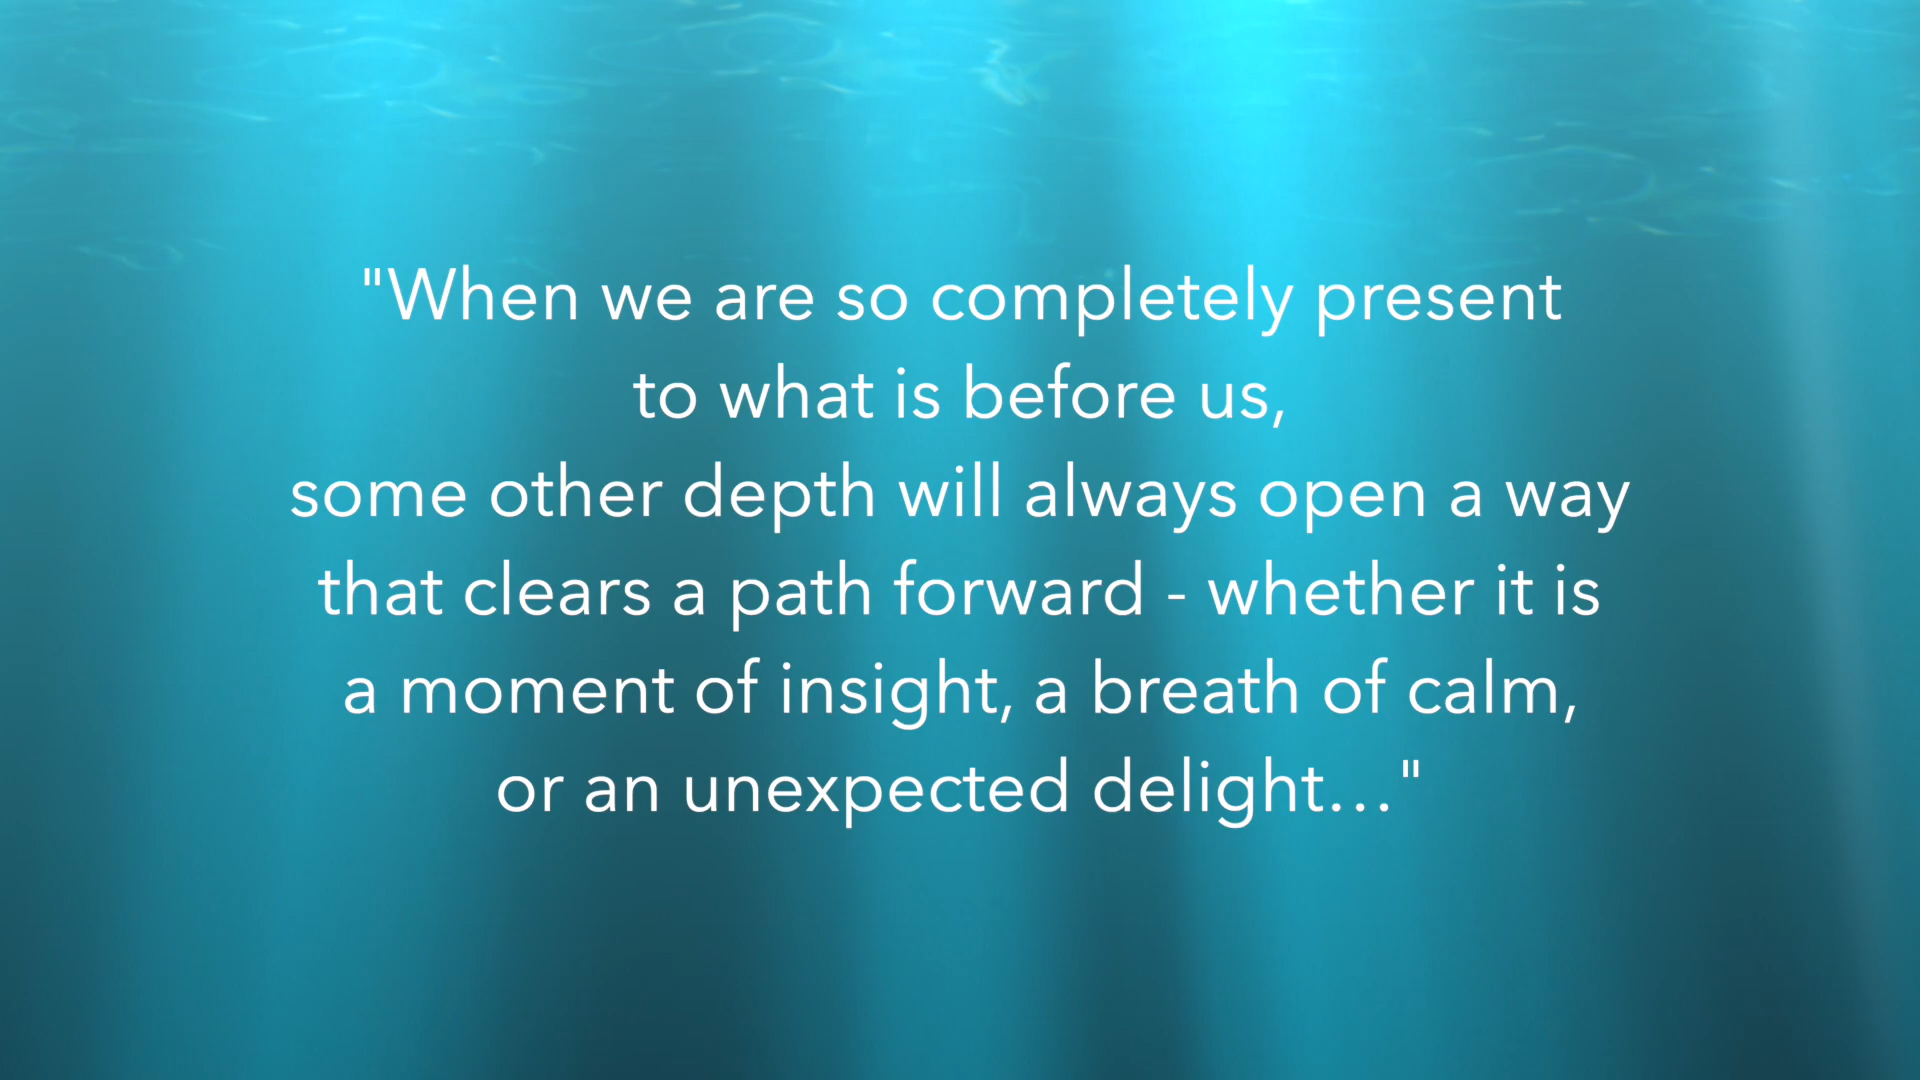 "When we are so completely present
to what is before us,
some other depth will always open a way
that clears a path forward - whether it is
a moment of insight, a breath of calm,
or an unexpected delight…"